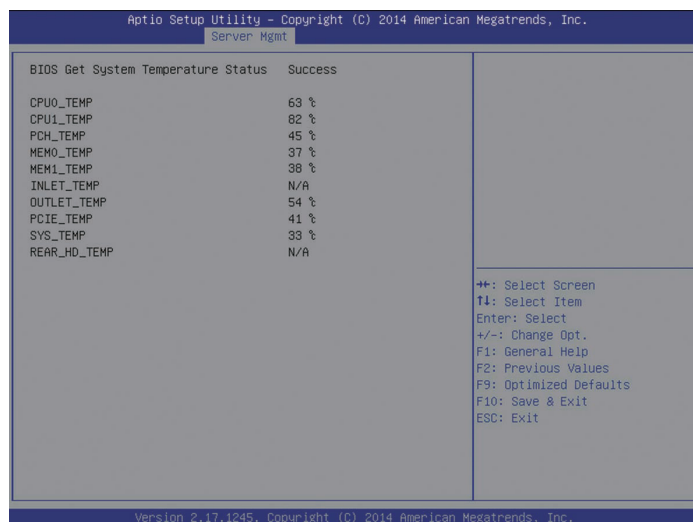 Aptio Setup Utility – Copyright (C) 2014 American Megatrends, Inc.
Server Mgmt
BIOS Get System Temperature Status Success
CPU0_TEMP 63 ℃
CPU1_TEMP 82 ℃
PCH_TEMP 45 ℃
MEM0_TEMP 37 ℃
MEM1_TEMP 38 ℃
INLET_TEMP N/A
OUTLET_TEMP 54 ℃
PCIE_TEMP 41 ℃
SYS_TEMP 33 ℃
REAR_HD_TEMP N/A
→←: Select Screen
↑↓: Select Item
Enter: Select
+/-: Change Opt.
F1: General Help
F2: Previous Values
F9: Optimized Defaults
F10: Save & Exit
ESC: Exit
Version 2.17.1245. Copyright (C) 2014 American Megatrends, Inc.